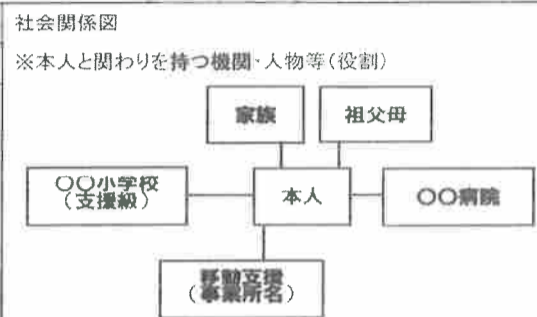 社会関係図
※本人と関わりを持つ機関・人物等(役割)
家族
祖父母
〇〇小学校
(支援級)
本人
〇〇病院
移動支援
(事業所名)